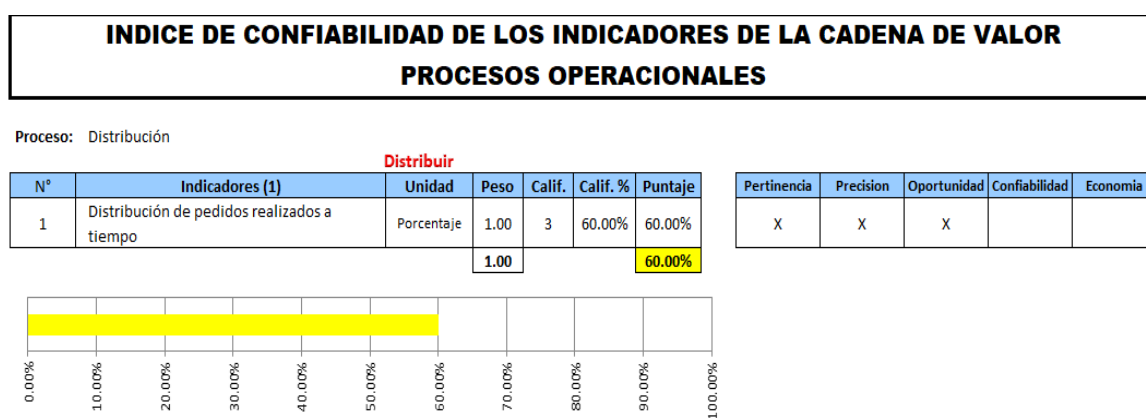 INDICE DE CONFIABILIDAD DE LOS INDICADORES DE LA CADENA DE VALOR
PROCESOS OPERACIONALES
Proceso: Distribución
Distribuir
N° Indicadores (1) Unidad Peso Calif. Calif. % Puntaje Pertinencia Precision Oportunidad Confiabilidad Economia
1 Distribución de pedidos realizados a tiempo Porcentaje 1.00 3 60.00% 60.00% X X X
1.00 60.00%
0.00% 10.00% 20.00% 30.00% 40.00% 50.00% 60.00% 70.00% 80.00% 90.00% 100.00%